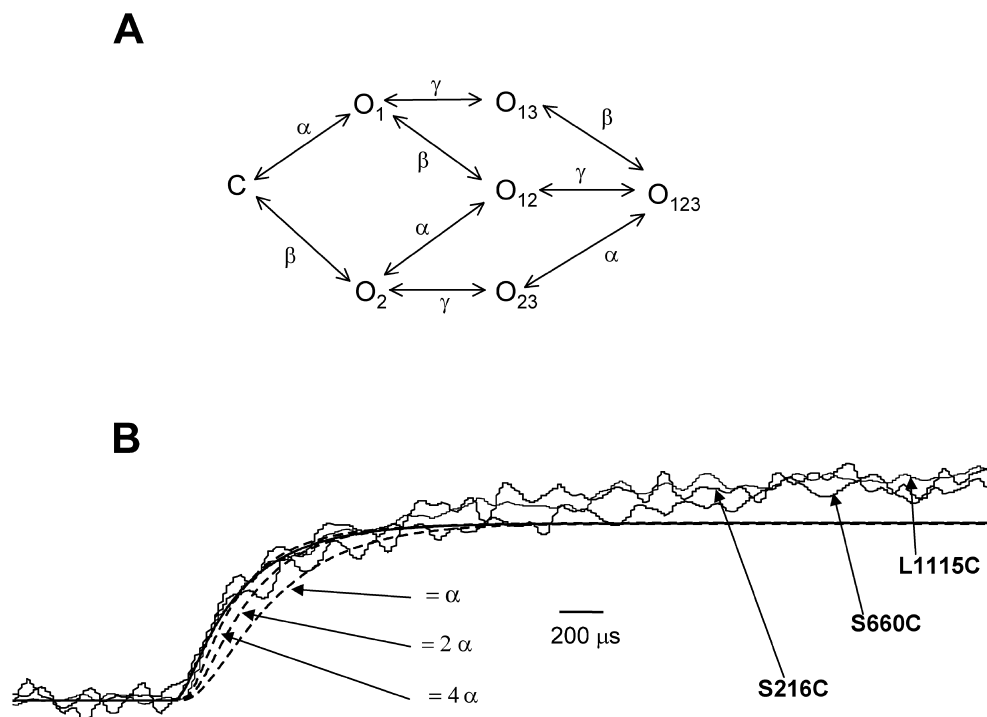 A
O₁ γ O₁₃
α β
β
C O₁₂ γ O₁₂₃
α
β α
O₂ γ O₂₃
B
= α
= 2 α
= 4 α
200 μs
L1115C
S660C
S216C